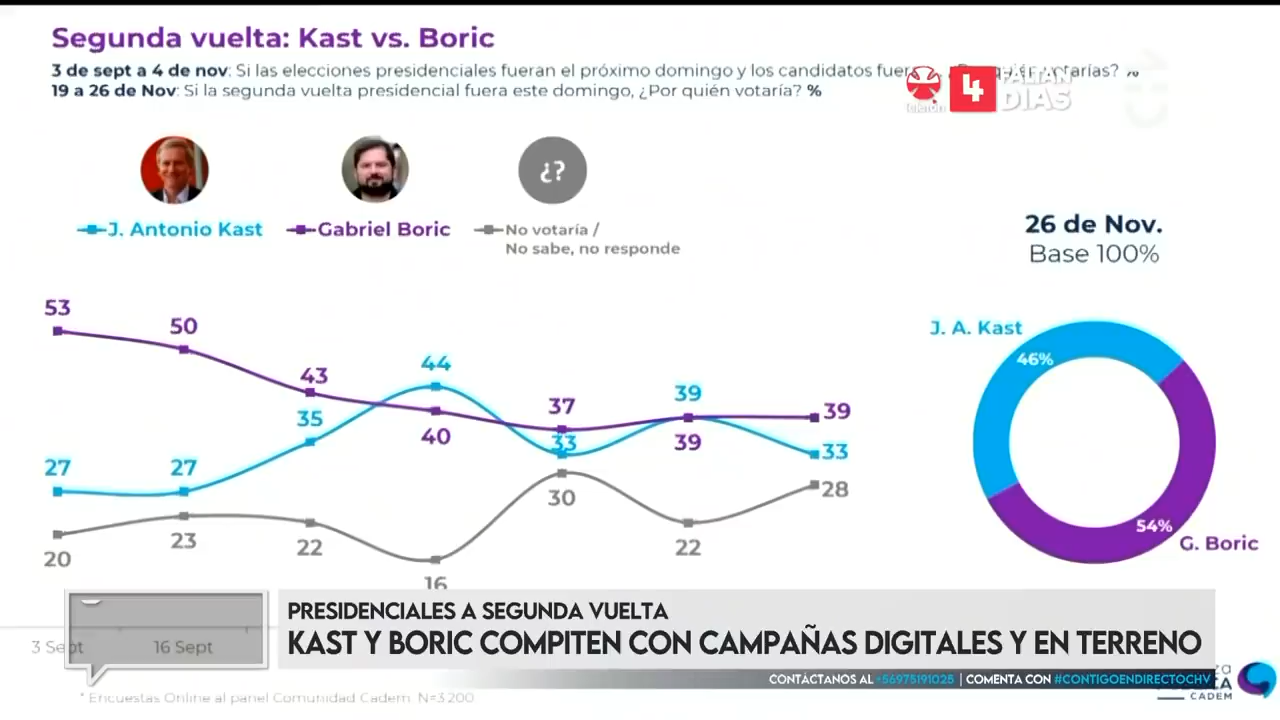 Segunda vuelta: Kast vs. Boric
3 de sept a 4 de nov: Si las elecciones presidenciales fueran el próximo domingo y los candidatos votarías? %
19 a 26 de Nov: Si la segunda vuelta presidencial fuera este domingo, ¿Por quién votaría? %
teletón
4 FALTAN DÍAS
CHV
¿?
J. Antonio Kast
Gabriel Boric
No votaría /
No sabe, no responde
26 de Nov.
Base 100%
53
50
43
44
40
37
39
39
39
27
27
35
33
33
20
23
22
16
30
22
28
J. A. Kast
46%
54%
G. Boric
PRESIDENCIALES A SEGUNDA VUELTA
KAST Y BORIC COMPITEN CON CAMPAÑAS DIGITALES Y EN TERRENO
3 Sept
16 Sept
CONTÁCTANOS AL +56975191025 | COMENTA CON #CONTIGOENDIRECTOCHV
* Encuestas Online al panel Comunidad Cadem. N=3.200
CADEM